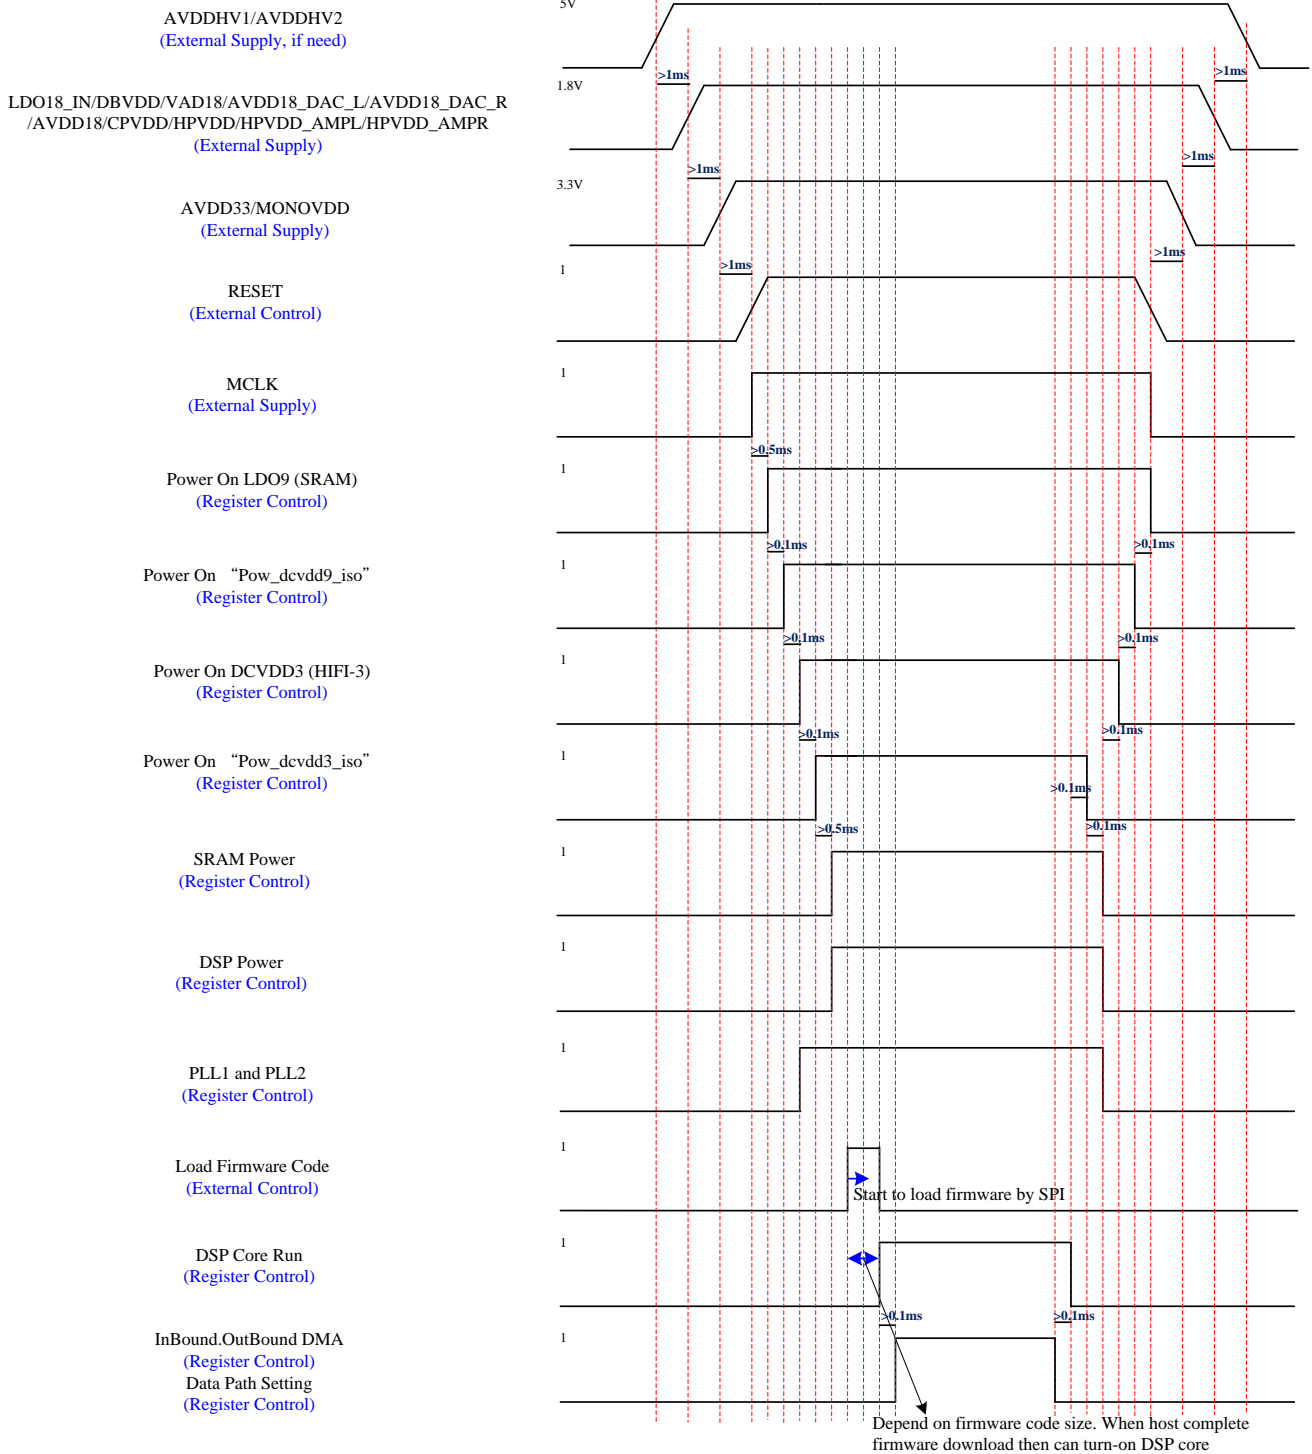 5V
AVDDHV1/AVDDHV2
(External Supply, if need)
>1ms
>1ms
1.8V
LDO18_IN/DBVDD/VAD18/AVDD18_DAC_L/AVDD18_DAC_R
/AVDD18/CPVDD/HPVDD/HPVDD_AMPL/HPVDD_AMPR
(External Supply)
>1ms
>1ms
3.3V
AVDD33/MONOVDD
(External Supply)
>1ms
>1ms
1
RESET
(External Control)
1
MCLK
(External Supply)
>0.5ms
1
Power On LDO9 (SRAM)
(Register Control)
>0.1ms
>0.1ms
1
Power On “Pow_dcvdd9_iso”
(Register Control)
>0.1ms
>0.1ms
1
Power On DCVDD3 (HIFI-3)
(Register Control)
>0.1ms
>0.1ms
1
Power On “Pow_dcvdd3_iso”
(Register Control)
>0.1ms
>0.5ms
>0.1ms
1
SRAM Power
(Register Control)
1
DSP Power
(Register Control)
1
PLL1 and PLL2
(Register Control)
1
Load Firmware Code
(External Control)
Start to load firmware by SPI
1
DSP Core Run
(Register Control)
>0.1ms
>0.1ms
1
InBound.OutBound DMA
(Register Control)
Data Path Setting
(Register Control)
Depend on firmware code size. When host complete
firmware download then can turn-on DSP core